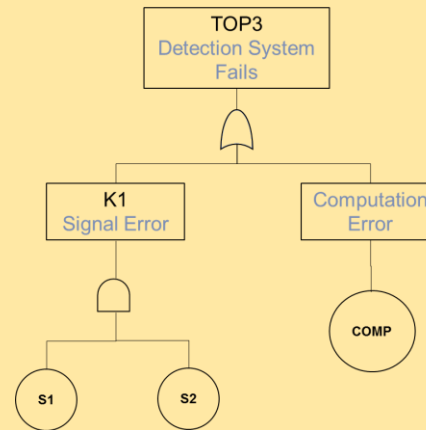 TOP3
Detection System
Fails
K1
Signal Error
Computation
Error
COMP
S1
S2